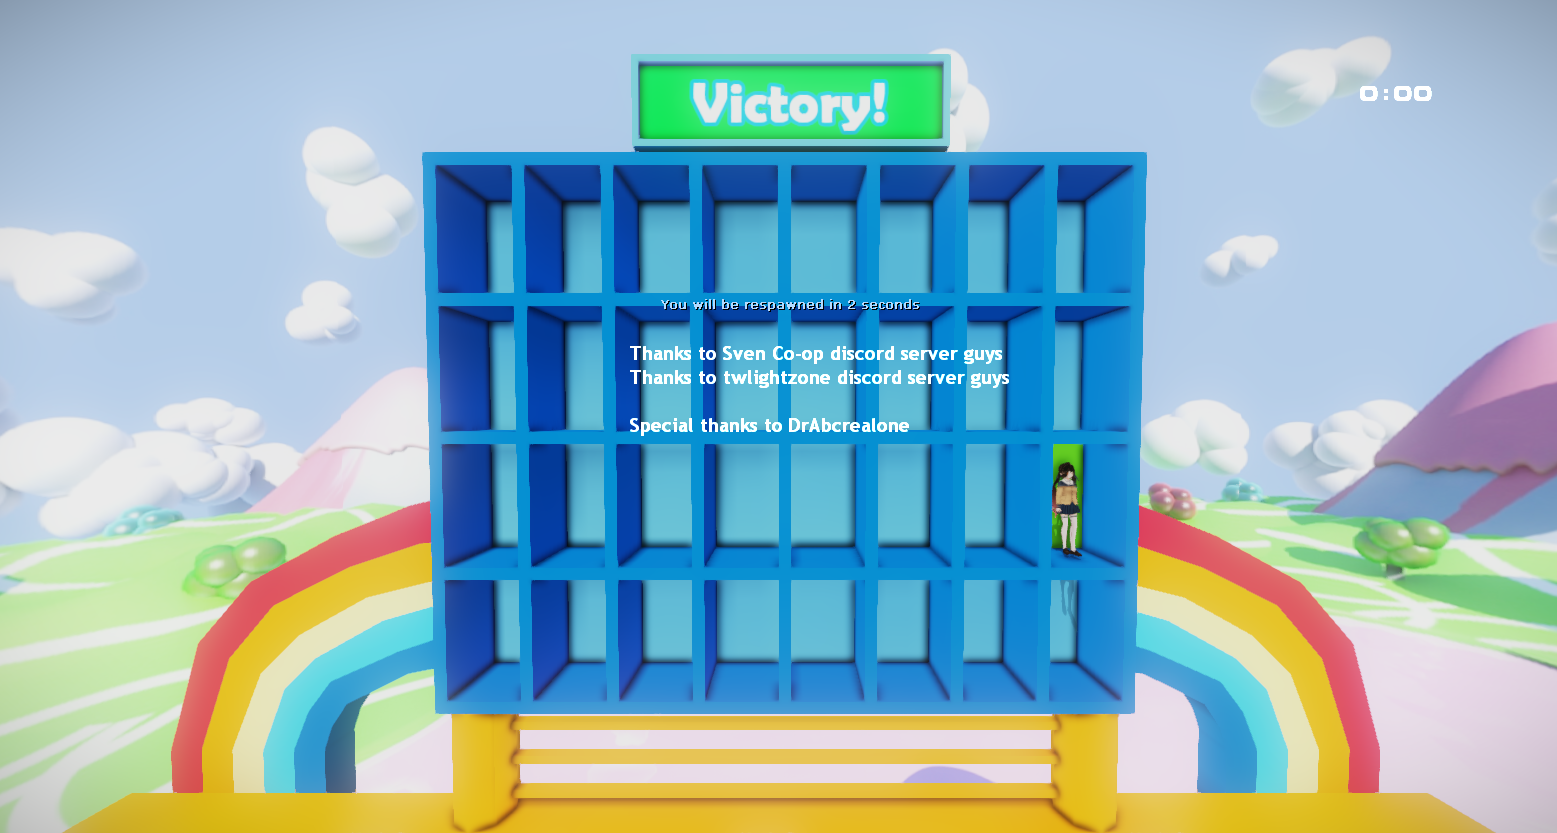 Victory!
0:00
You will be respawned in 2 seconds
Thanks to Sven Co-op discord server guys
Thanks to twlightzone discord server guys
Special thanks to DrAbcrealone